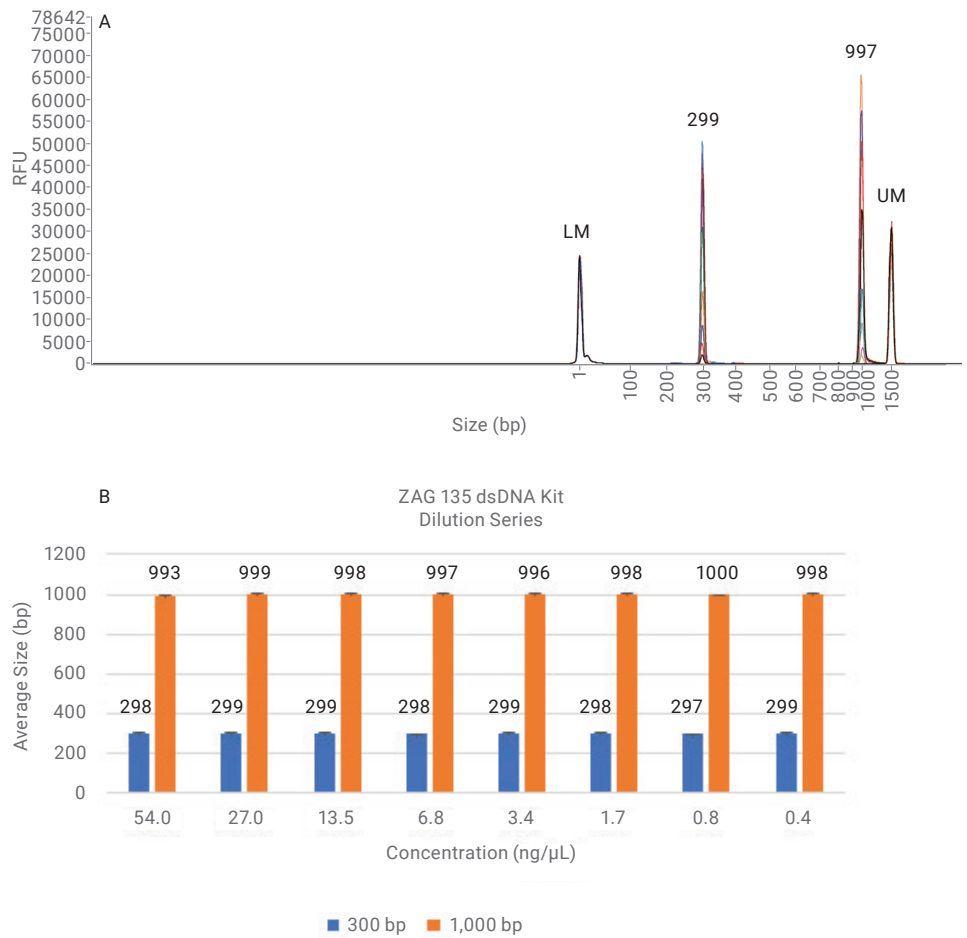 A
78642
75000
70000
65000
60000
55000
50000
45000
40000
35000
30000
25000
20000
15000
10000
5000
0
RFU
LM
299
997
UM
1
100
200
300
400
500
600
700
800
900
1000
1500
Size (bp)
B
ZAG 135 dsDNA Kit
Dilution Series
Average Size (bp)
1200
1000
800
600
400
200
0
993 999 998 997 996 998 1000 998
298 299 299 298 299 298 297 299
54.0 27.0 13.5 6.8 3.4 1.7 0.8 0.4
Concentration (ng/µL)
300 bp 1,000 bp